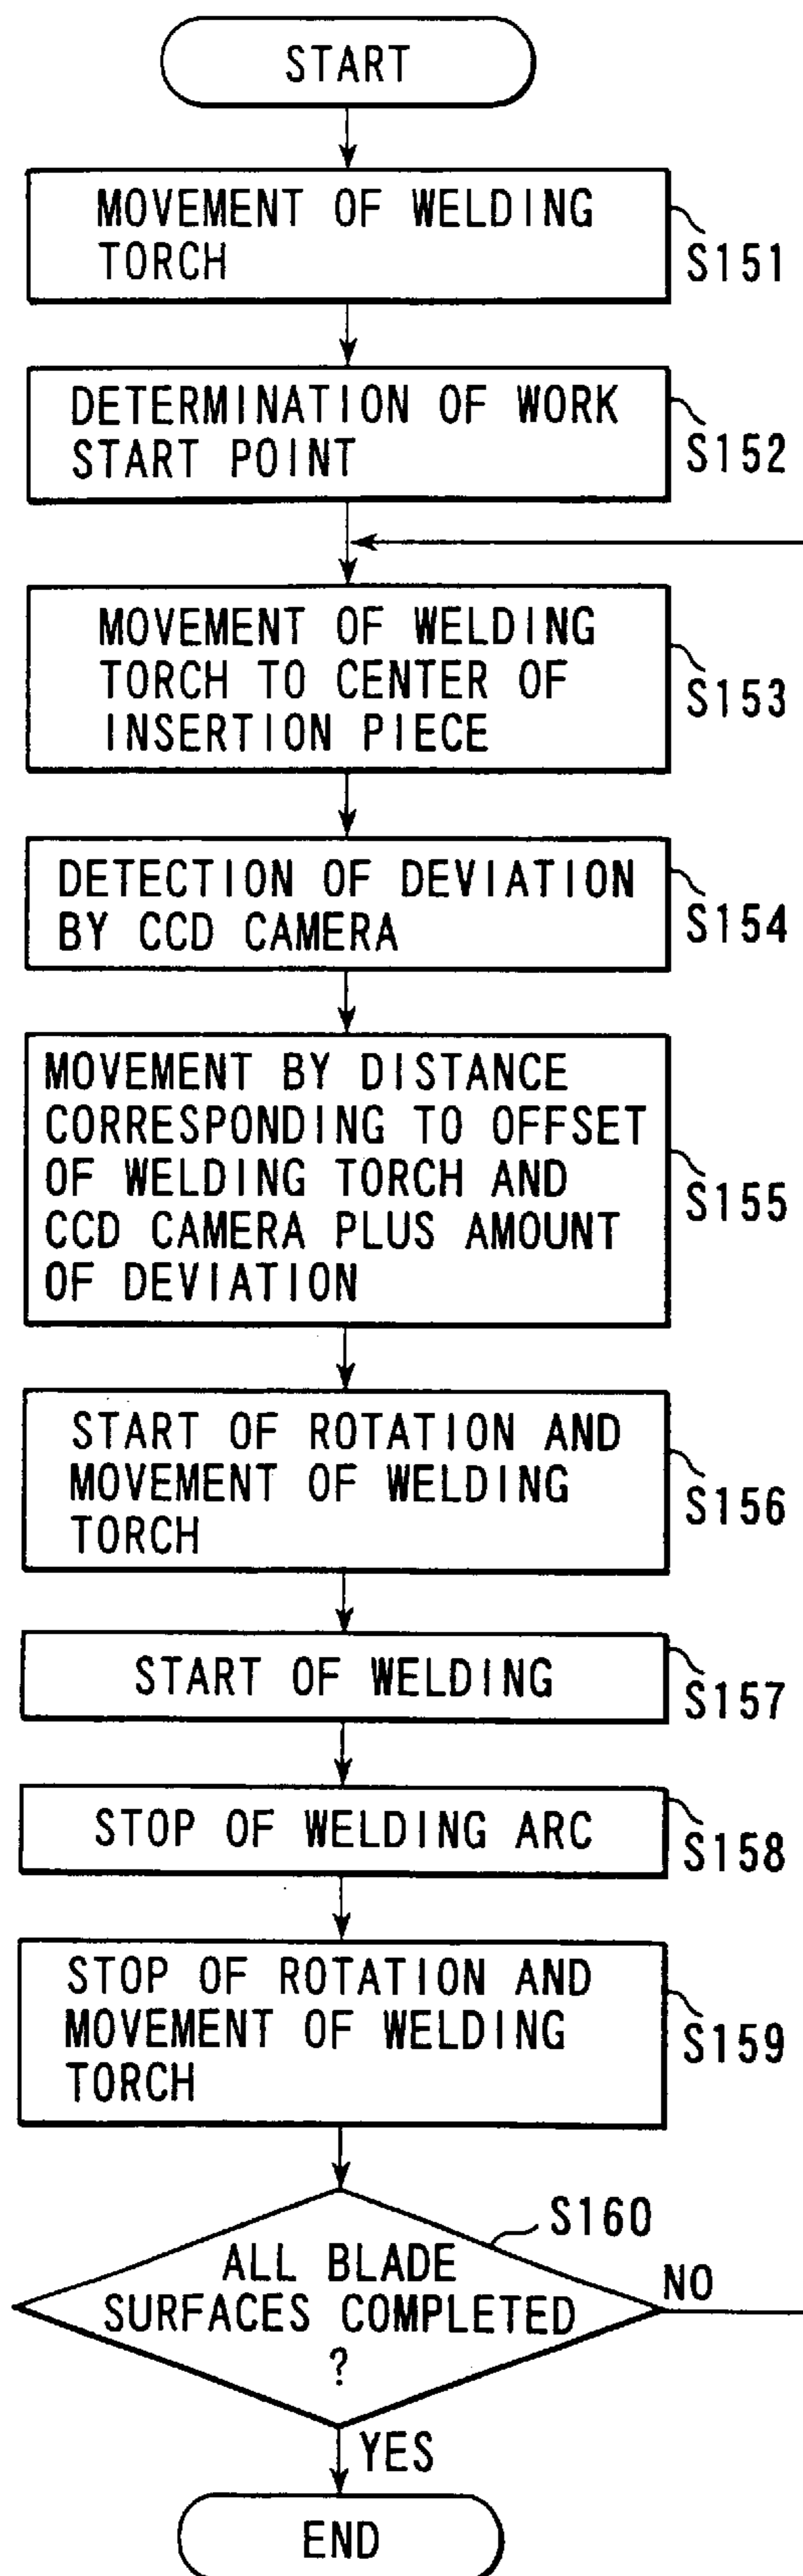 START
MOVEMENT OF WELDING
TORCH
S151
DETERMINATION OF WORK
START POINT
S152
MOVEMENT OF WELDING
TORCH TO CENTER OF
INSERTION PIECE
S153
DETECTION OF DEVIATION
BY CCD CAMERA
S154
MOVEMENT BY DISTANCE
CORRESPONDING TO OFFSET
OF WELDING TORCH AND
CCD CAMERA PLUS AMOUNT
OF DEVIATION
S155
START OF ROTATION AND
MOVEMENT OF WELDING
TORCH
S156
START OF WELDING
S157
STOP OF WELDING ARC
S158
STOP OF ROTATION AND
MOVEMENT OF WELDING
TORCH
S159
S160
ALL BLADE
SURFACES COMPLETED
?
NO
YES
END